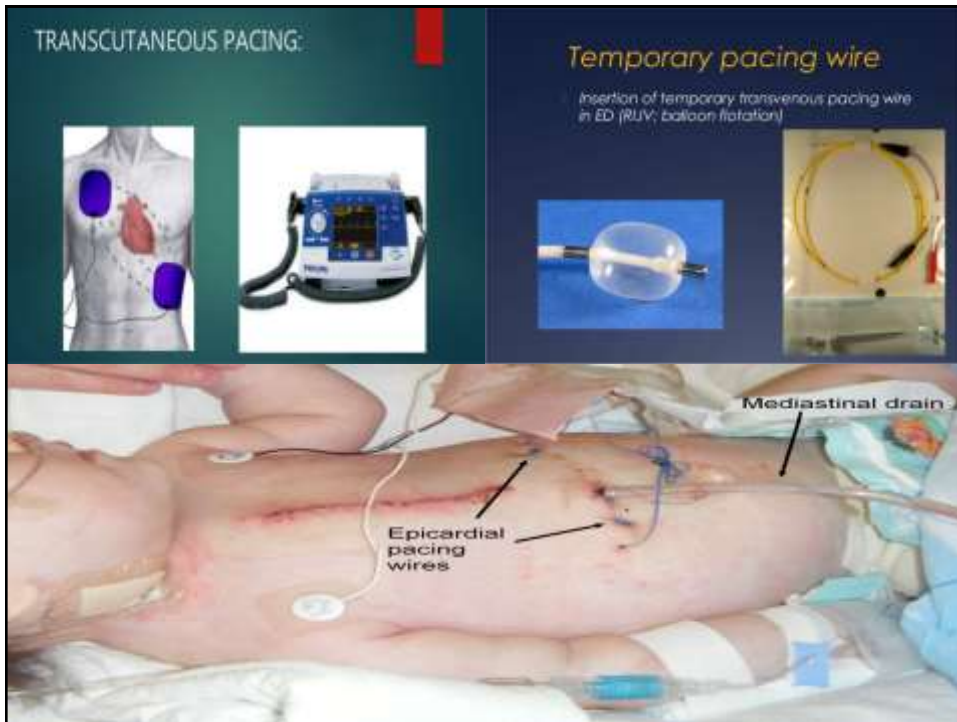 TRANSCUTANEOUS PACING:
Temporary pacing wire
Insertion of temporary transvenous pacing wire
in ED (RIJV; balloon flotation)
PHILIPS
Mediastinal drain
Epicardial
pacing
wires